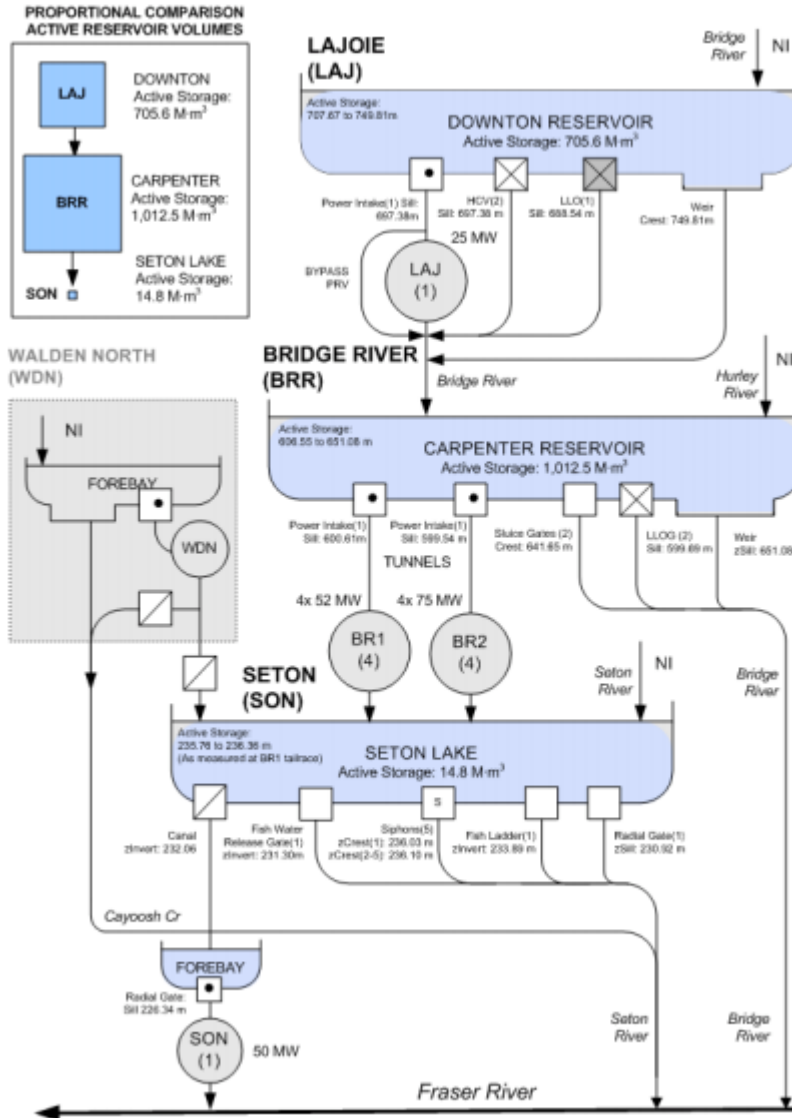 PROPORTIONAL COMPARISON
ACTIVE RESERVOIR VOLUMES
LAJ
DOWNTON
Active Storage:
705.6 M·m³
BRR
CARPENTER
Active Storage:
1,012.5 M·m³
SON
SETON LAKE
Active Storage:
14.8 M·m³
LAJOIE
(LAJ)
Bridge
River
NI
Active Storage:
707.67 to 749.81m
DOWNTON RESERVOIR
Active Storage: 705.6 M·m³
Power Intake(1) Sill:
697.38m
HCV(2)
Sill: 697.38 m
LLO(1)
Sill: 688.54 m
Weir
Crest: 749.81m
25 MW
BYPASS
PRV
LAJ
(1)
WALDEN NORTH
(WDN)
BRIDGE RIVER
(BRR)
Bridge River
Hurley
River
NI
NI
FOREBAY
WDN
Active Storage:
606.55 to 651.08 m
CARPENTER RESERVOIR
Active Storage: 1,012.5 M·m³
Power Intake(1)
Sill: 600.61m
Power Intake(1)
Sill: 599.54 m
Sluice Gates (2)
Crest: 641.65 m
LLOG (2)
Sill: 599.69 m
Weir
zSill: 651.08
TUNNELS
4x 52 MW
4x 75 MW
BR1
(4)
BR2
(4)
SETON
(SON)
Seton
River
NI
Bridge
River
Active Storage:
235.76 to 236.36 m
(As measured at BR1 tailrace)
SETON LAKE
Active Storage: 14.8 M·m³
S
Canal
zInvert: 232.06
Fish Water
Release Gate(1)
zInvert: 231.30m
Siphons(5)
zCrest(1): 236.03 m
zCrest(2-5): 236.10 m
Fish Ladder(1)
zInvert: 233.89 m
Radial Gate(1)
zSill: 230.92 m
Cayoosh Cr
FOREBAY
Radial Gate:
Sill 226.34 m
SON
(1)
50 MW
Seton
River
Bridge
River
Fraser River